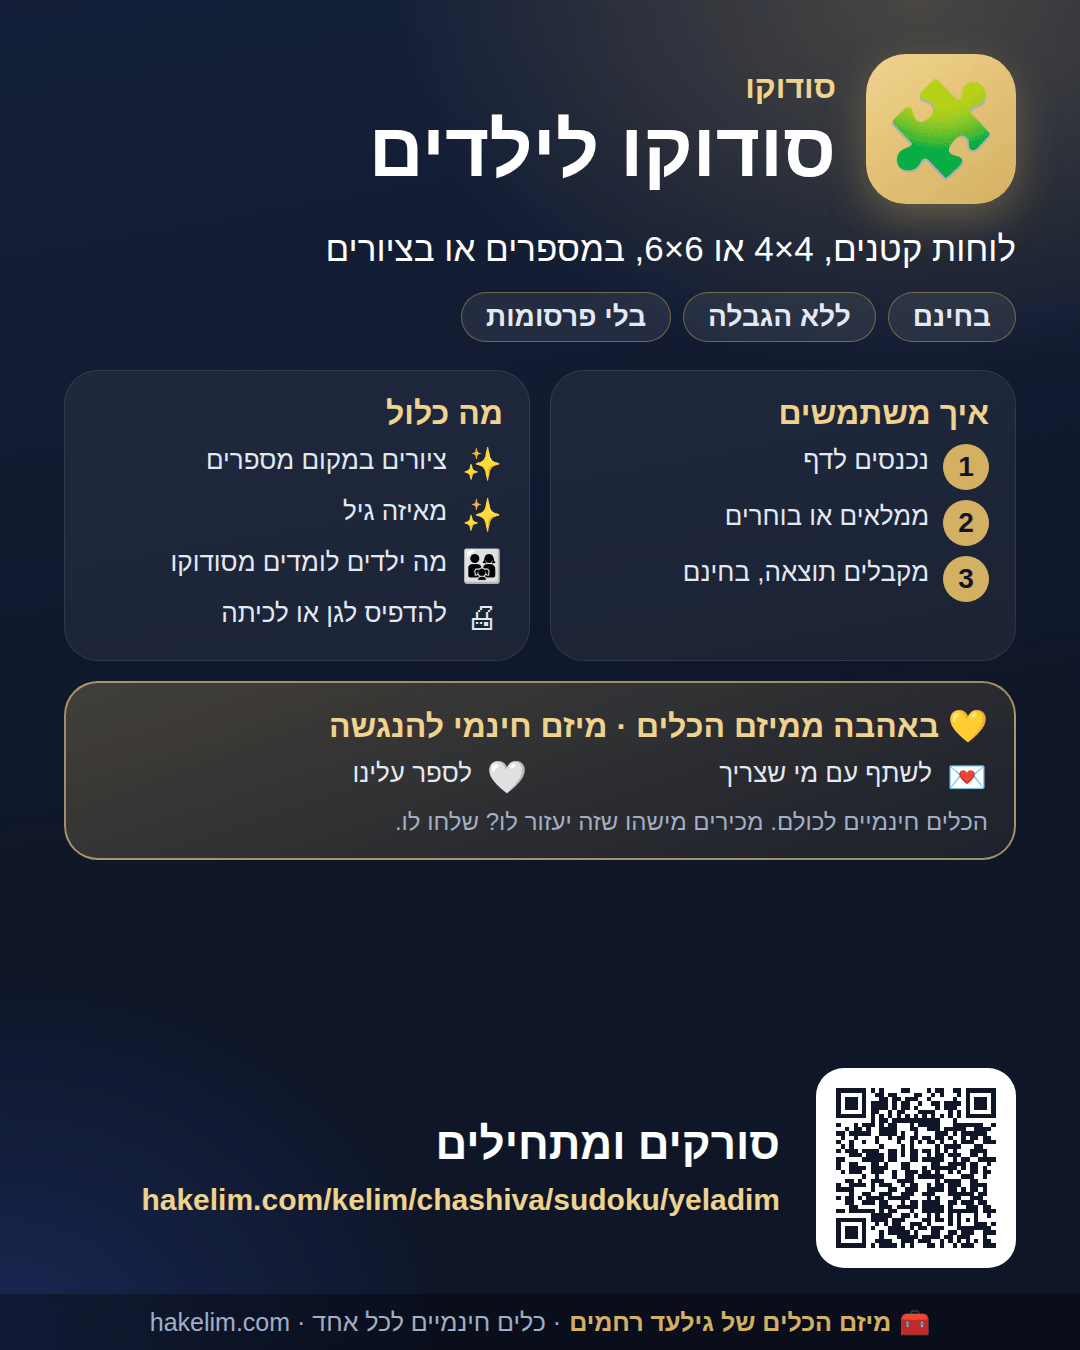 סודוקו
סודוקו לילדים
לוחות קטנים, 4×4 או 6×6, במספרים או בציורים
בחינם
ללא הגבלה
בלי פרסומות
איך משתמשים
1 נכנסים לדף
2 ממלאים או בוחרים
3 מקבלים תוצאה, בחינם
מה כלול
ציורים במקום מספרים
מאיזה גיל
מה ילדים לומדים מסודוקו
להדפיס לגן או לכיתה
באהבה ממיזם הכלים · מיזם חינמי להנגשה
לשתף עם מי שצריך
לספר עלינו
הכלים חינמיים לכולם. מכירים מישהו שזה יעזור לו? שלחו לו.
סורקים ומתחילים
hakelim.com/kelim/chashiva/sudoku/yeladim
מיזם הכלים של גילעד רחמים · כלים חינמיים לכל אחד · hakelim.com